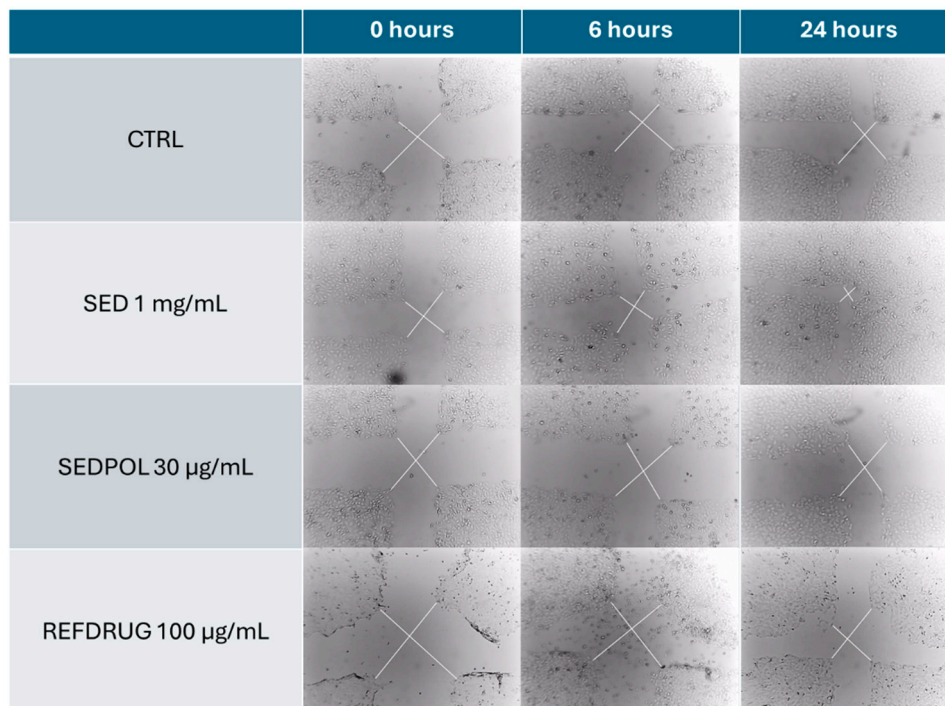 0 hours 6 hours 24 hours
CTRL
SED 1 mg/mL
SEDPOL 30 µg/mL
REFDRUG 100 µg/mL